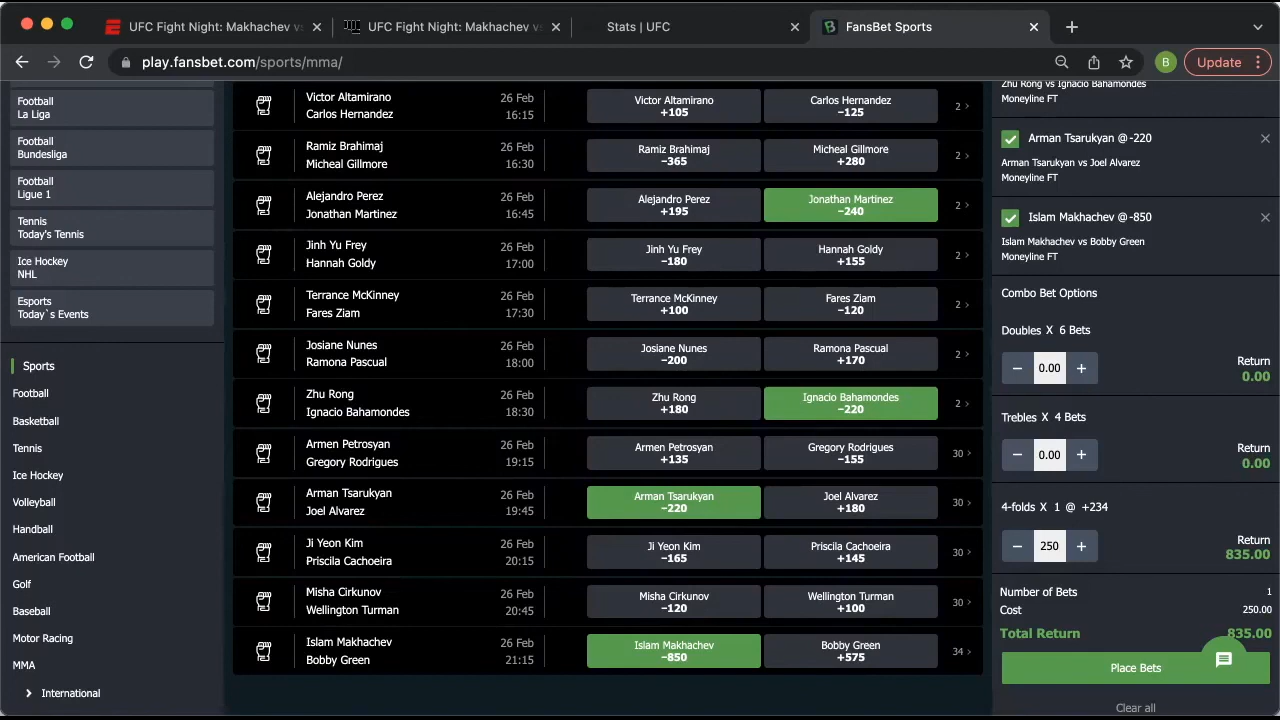 UFC Fight Night: Makhachev vs
UFC Fight Night: Makhachev vs
Stats | UFC
FansBet Sports
play.fansbet.com/sports/mma/
B
Update
Football
La Liga
Football
Bundesliga
Football
Ligue 1
Tennis
Today's Tennis
Ice Hockey
NHL
Esports
Today`s Events
Sports
Football
Basketball
Tennis
Ice Hockey
Volleyball
Handball
American Football
Golf
Baseball
Motor Racing
MMA
International
Victor Altamirano
Carlos Hernandez
26 Feb
16:15
Victor Altamirano
+105
Carlos Hernandez
−125
2
Ramiz Brahimaj
Micheal Gillmore
26 Feb
16:30
Ramiz Brahimaj
−365
Micheal Gillmore
+280
2
Alejandro Perez
Jonathan Martinez
26 Feb
16:45
Alejandro Perez
+195
Jonathan Martinez
−240
2
Jinh Yu Frey
Hannah Goldy
26 Feb
17:00
Jinh Yu Frey
−180
Hannah Goldy
+155
2
Terrance McKinney
Fares Ziam
26 Feb
17:30
Terrance McKinney
+100
Fares Ziam
−120
2
Josiane Nunes
Ramona Pascual
26 Feb
18:00
Josiane Nunes
−200
Ramona Pascual
+170
2
Zhu Rong
Ignacio Bahamondes
26 Feb
18:30
Zhu Rong
+180
Ignacio Bahamondes
−220
2
Armen Petrosyan
Gregory Rodrigues
26 Feb
19:15
Armen Petrosyan
+135
Gregory Rodrigues
−155
30
Arman Tsarukyan
Joel Alvarez
26 Feb
19:45
Arman Tsarukyan
−220
Joel Alvarez
+180
30
Ji Yeon Kim
Priscila Cachoeira
26 Feb
20:15
Ji Yeon Kim
−165
Priscila Cachoeira
+145
30
Misha Cirkunov
Wellington Turman
26 Feb
20:45
Misha Cirkunov
−120
Wellington Turman
+100
30
Islam Makhachev
Bobby Green
26 Feb
21:15
Islam Makhachev
−850
Bobby Green
+575
34
Zhu Rong vs Ignacio Bahamondes
Moneyline FT
Arman Tsarukyan @ -220
Arman Tsarukyan vs Joel Alvarez
Moneyline FT
Islam Makhachev @ -850
Islam Makhachev vs Bobby Green
Moneyline FT
Combo Bet Options
Doubles X 6 Bets
− 0.00 +
Return
0.00
Trebles X 4 Bets
− 0.00 +
Return
0.00
4-folds X 1 @ +234
− 250 +
Return
835.00
Number of Bets 1
Cost 250.00
Total Return 835.00
Place Bets
Clear all